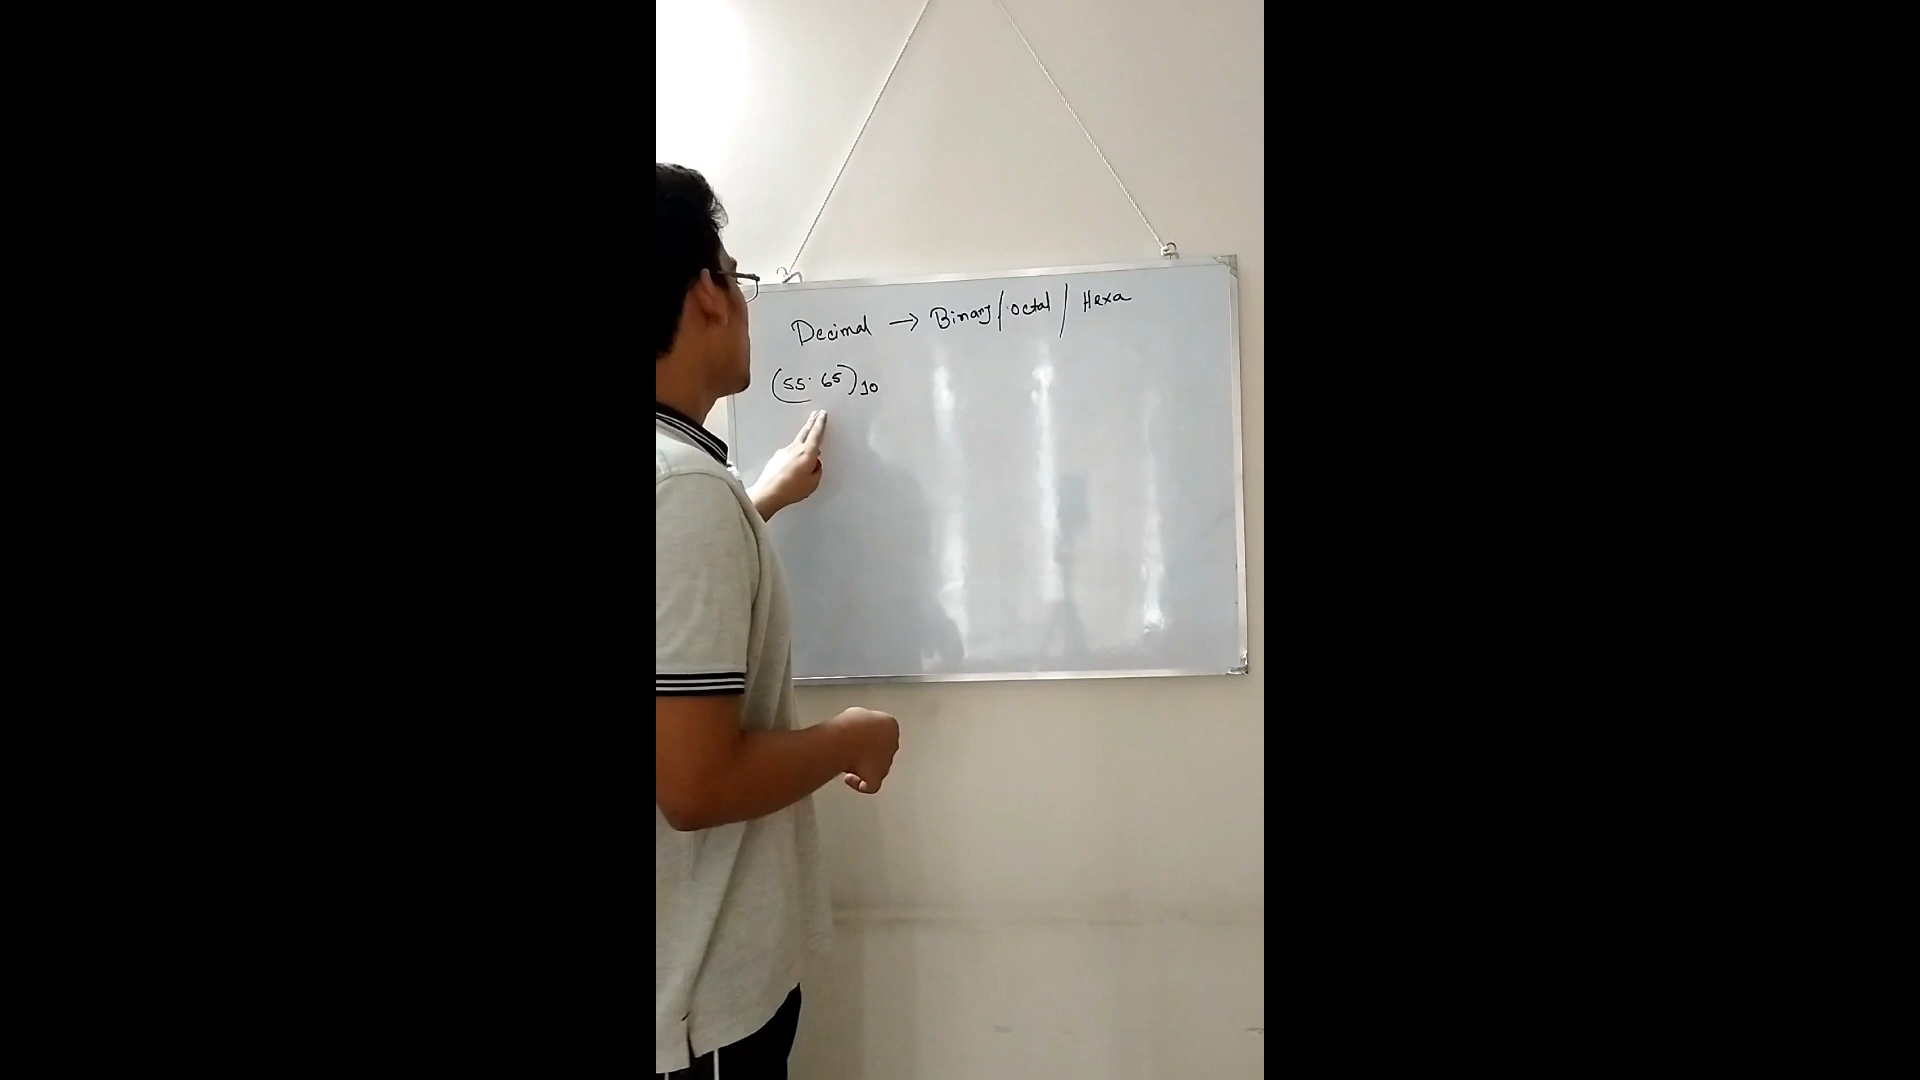 Decimal → Binary / Octal / Hexa
(55.65)10